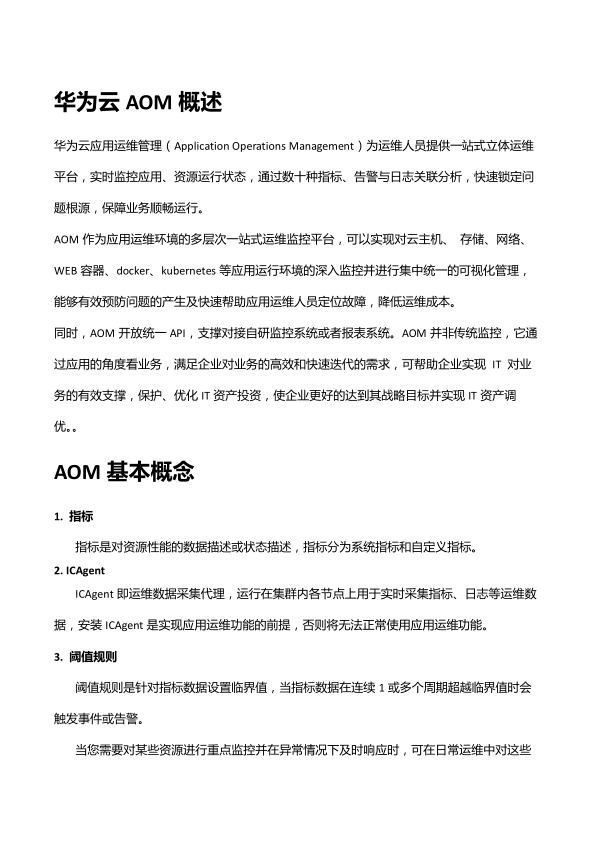 华为云 AOM 概述
华为云应用运维管理（Application Operations Management）为运维人员提供一站式立体运维
平台，实时监控应用、资源运行状态，通过数十种指标、告警与日志关联分析，快速锁定问
题根源，保障业务顺畅运行。
AOM 作为应用运维环境的多层次一站式运维监控平台，可以实现对云主机、 存储、网络、
WEB 容器、docker、kubernetes 等应用运行环境的深入监控并进行集中统一的可视化管理，
能够有效预防问题的产生及快速帮助应用运维人员定位故障，降低运维成本。
同时，AOM 开放统一 API，支撑对接自研监控系统或者报表系统。AOM 并非传统监控，它通
过应用的角度看业务，满足企业对业务的高效和快速迭代的需求，可帮助企业实现 IT 对业
务的有效支撑，保护、优化 IT 资产投资，使企业更好的达到其战略目标并实现 IT 资产调
优。。
AOM 基本概念
1. 指标
指标是对资源性能的数据描述或状态描述，指标分为系统指标和自定义指标。
2. ICAgent
ICAgent 即运维数据采集代理，运行在集群内各节点上用于实时采集指标、日志等运维数
据，安装 ICAgent 是实现应用运维功能的前提，否则将无法正常使用应用运维功能。
3. 阈值规则
阈值规则是针对指标数据设置临界值，当指标数据在连续 1 或多个周期超越临界值时会
触发事件或告警。
当您需要对某些资源进行重点监控并在异常情况下及时响应时，可在日常运维中对这些